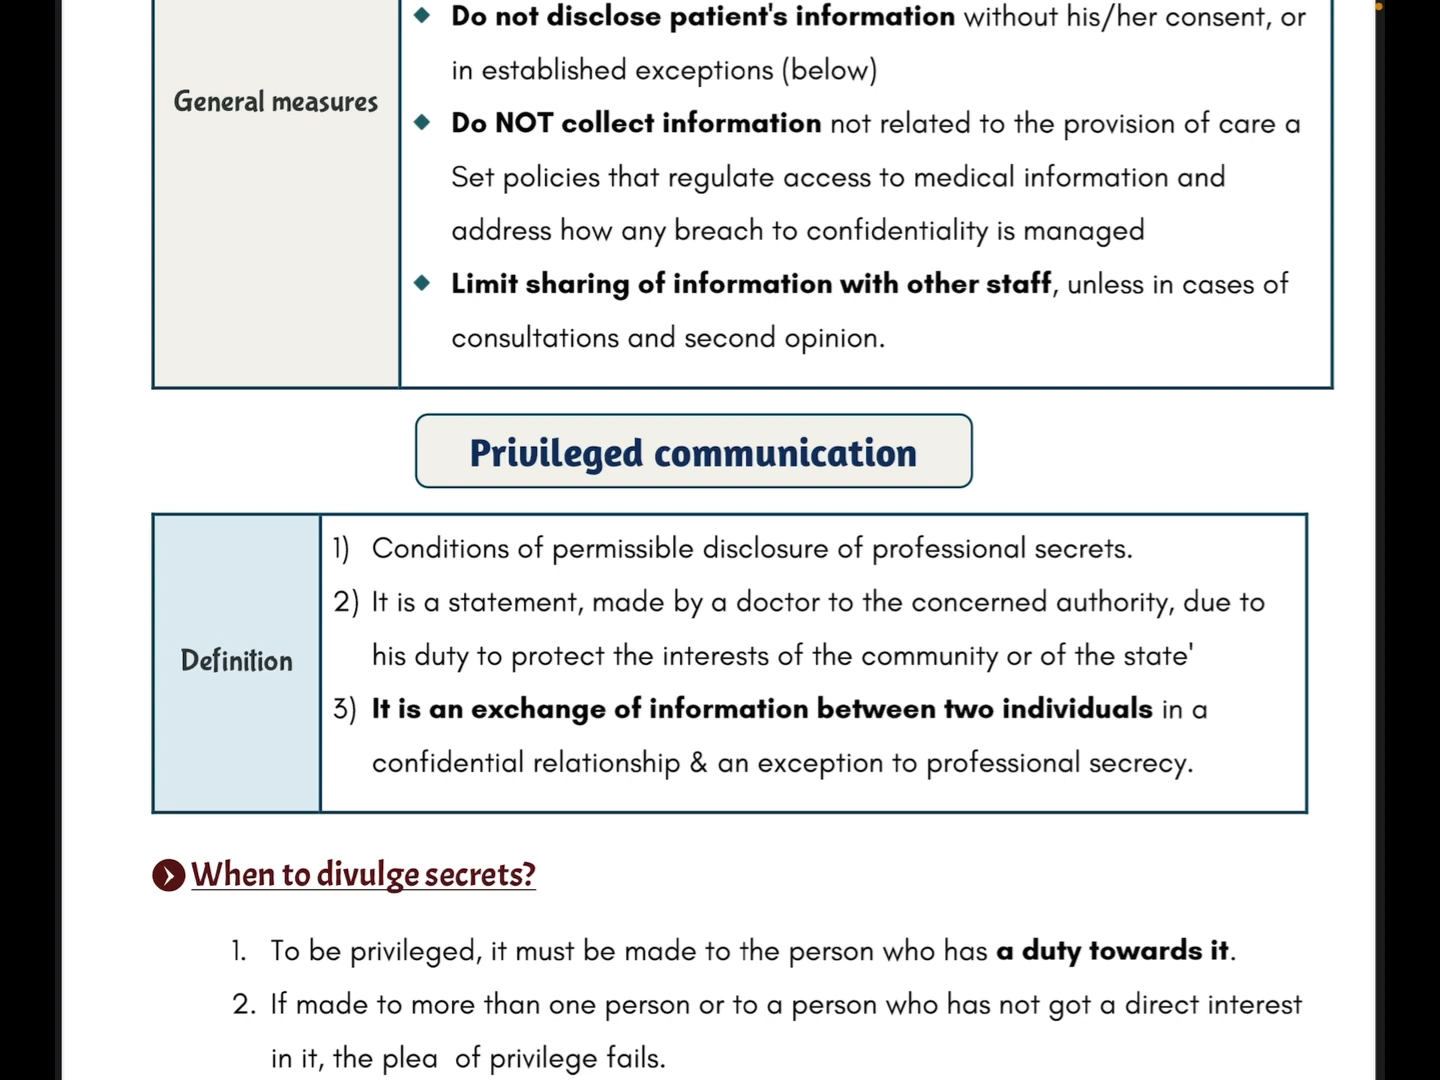 General measures
Do not disclose patient's information without his/her consent, or
in established exceptions (below)
Do NOT collect information not related to the provision of care a
Set policies that regulate access to medical information and
address how any breach to confidentiality is managed
Limit sharing of information with other staff, unless in cases of
consultations and second opinion.
Privileged communication
Definition
1) Conditions of permissible disclosure of professional secrets.
2) It is a statement, made by a doctor to the concerned authority, due to
his duty to protect the interests of the community or of the state'
3) It is an exchange of information between two individuals in a
confidential relationship & an exception to professional secrecy.
When to divulge secrets?
1. To be privileged, it must be made to the person who has a duty towards it.
2. If made to more than one person or to a person who has not got a direct interest
in it, the plea of privilege fails.